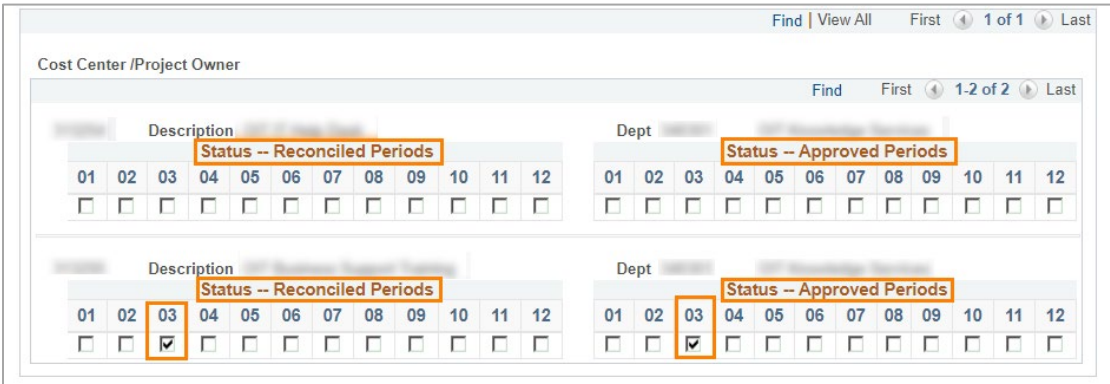 Find | View All First 1 of 1 Last
Cost Center /Project Owner
Find First 1-2 of 2 Last
Description Dept
Status -- Reconciled Periods Status -- Approved Periods
01 02 03 04 05 06 07 08 09 10 11 12 01 02 03 04 05 06 07 08 09 10 11 12
Description Dept
Status -- Reconciled Periods Status -- Approved Periods
01 02 03 04 05 06 07 08 09 10 11 12 01 02 03 04 05 06 07 08 09 10 11 12